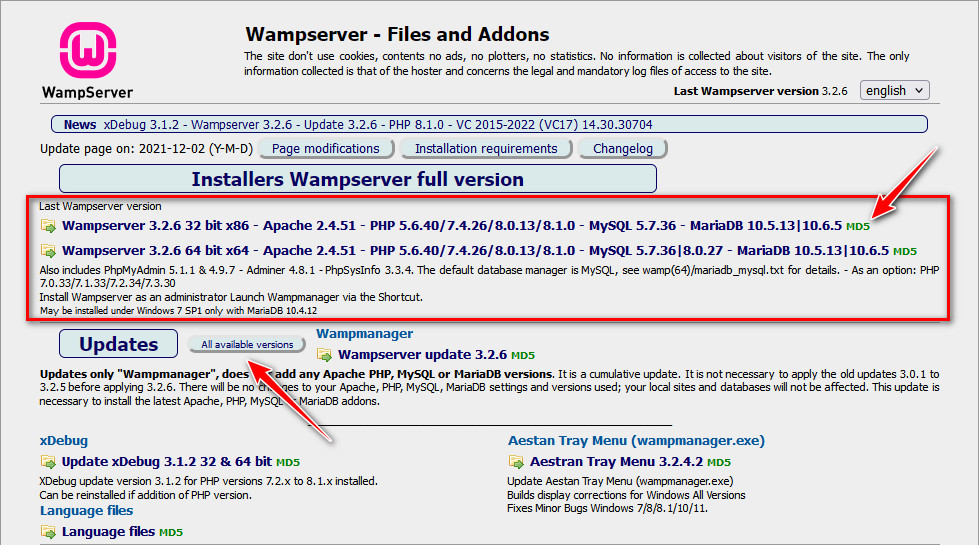 WampServer
Wampserver - Files and Addons
The site don't use cookies, contents no ads, no plotters, no statistics. No information is collected about visitors of the site. The only
information collected is that of the hoster and concerns the legal and mandatory log files of access to the site.
Last Wampserver version 3.2.6 english
News xDebug 3.1.2 - Wampserver 3.2.6 - Update 3.2.6 - PHP 8.1.0 - VC 2015-2022 (VC17) 14.30.30704
Update page on: 2021-12-02 (Y-M-D) Page modifications Installation requirements Changelog
Installers Wampserver full version
Last Wampserver version
Wampserver 3.2.6 32 bit x86 - Apache 2.4.51 - PHP 5.6.40/7.4.26/8.0.13/8.1.0 - MySQL 5.7.36 - MariaDB 10.5.13|10.6.5 MD5
Wampserver 3.2.6 64 bit x64 - Apache 2.4.51 - PHP 5.6.40/7.4.26/8.0.13/8.1.0 - MySQL 5.7.36|8.0.27 - MariaDB 10.5.13|10.6.5 MD5
Also includes PhpMyAdmin 5.1.1 & 4.9.7 - Adminer 4.8.1 - PhpSysInfo 3.3.4. The default database manager is MySQL, see wamp(64)/mariadb_mysql.txt for details. - As an option: PHP
7.0.33/7.1.33/7.2.34/7.3.30
Install Wampserver as an administrator Launch Wampmanager via the Shortcut.
May be installed under Windows 7 SP1 only with MariaDB 10.4.12
Updates All available versions
Wampmanager
Wampserver update 3.2.6 MD5
Updates only "Wampmanager", does add any Apache PHP, MySQL or MariaDB versions. It is a cumulative update. It is not necessary to apply the old updates 3.0.1 to
3.2.5 before applying 3.2.6. There will be no changes to your Apache, PHP, MySQL, MariaDB settings and versions used; your local sites and databases will not be affected. This update is
necessary to install the latest Apache, PHP, MySQL or MariaDB addons.
xDebug
Update xDebug 3.1.2 32 & 64 bit MD5
XDebug update version 3.1.2 for PHP versions 7.2.x to 8.1.x installed.
Can be reinstalled if addition of PHP version.
Language files
Language files MD5
Aestan Tray Menu (wampmanager.exe)
Aestran Tray Menu 3.2.4.2 MD5
Update Aestan Tray Menu (wampmanager.exe)
Builds display corrections for Windows All Versions
Fixes Minor Bugs Windows 7/8/8.1/10/11.